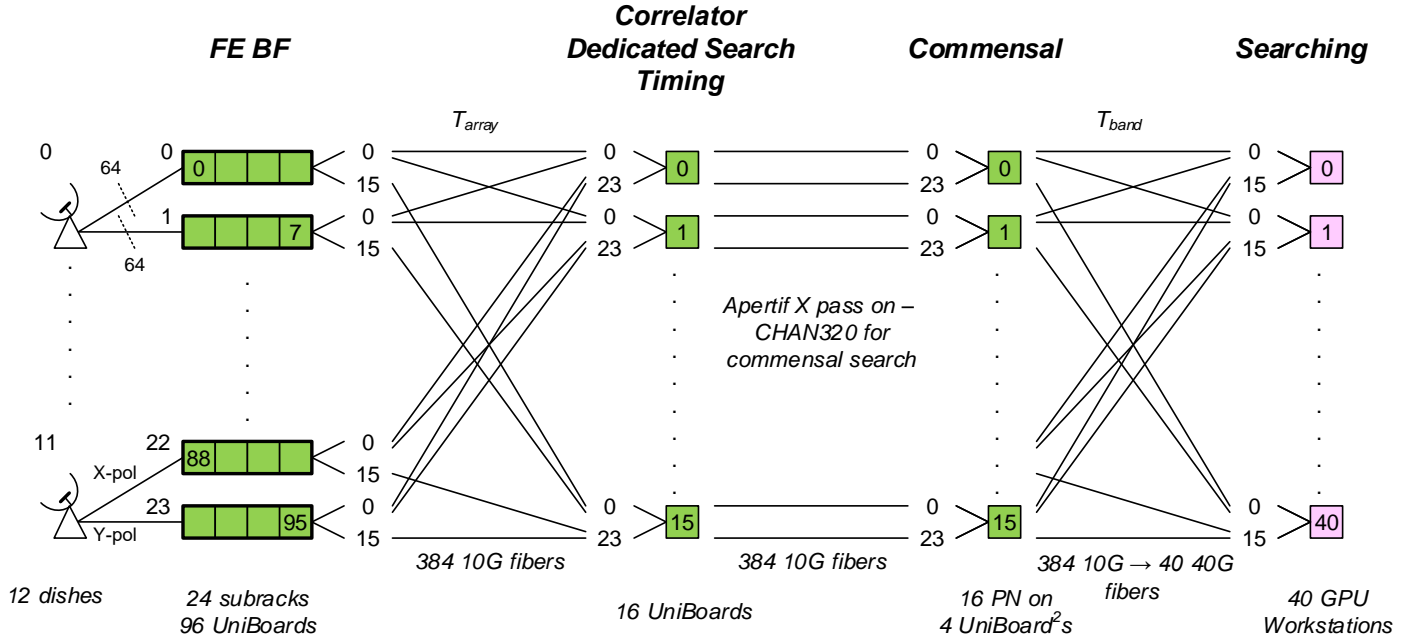 FE BF
Correlator
Dedicated Search
Timing
Commensal
Searching
T_array
T_band
0 0 0 0 0 0 0 0 0 0 0
64
15 23 23 15
1 7 0 0 1 0 1 0 1
15 23 23 15
64
Apertif X pass on –
CHAN320 for
commensal search
11 22 88 0
X-pol 15
23 95 0 0 15 0 15 0 40
Y-pol 15 23 23 15
384 10G fibers
384 10G fibers
384 10G → 40 40G
fibers
12 dishes
24 subracks
96 UniBoards
16 UniBoards
16 PN on
4 UniBoard²s
40 GPU
Workstations